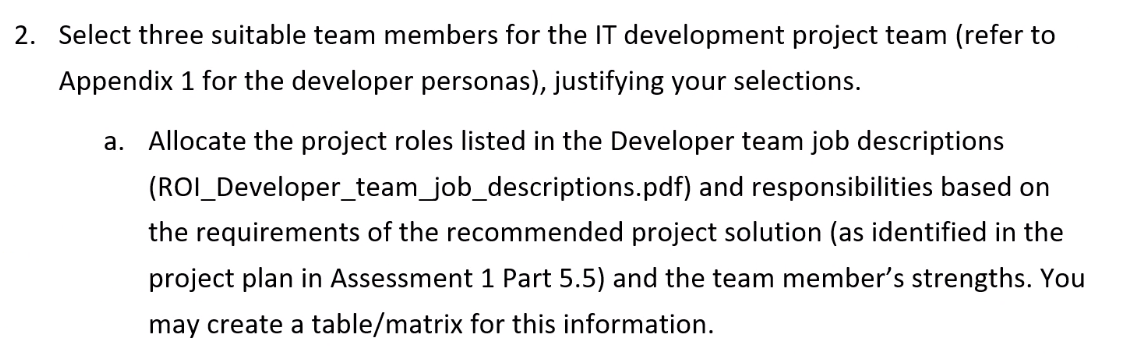 2. Select three suitable team members for the IT development project team (refer to
Appendix 1 for the developer personas), justifying your selections.
a. Allocate the project roles listed in the Developer team job descriptions
(ROI_Developer_team_job_descriptions.pdf) and responsibilities based on
the requirements of the recommended project solution (as identified in the
project plan in Assessment 1 Part 5.5) and the team member’s strengths. You
may create a table/matrix for this information.